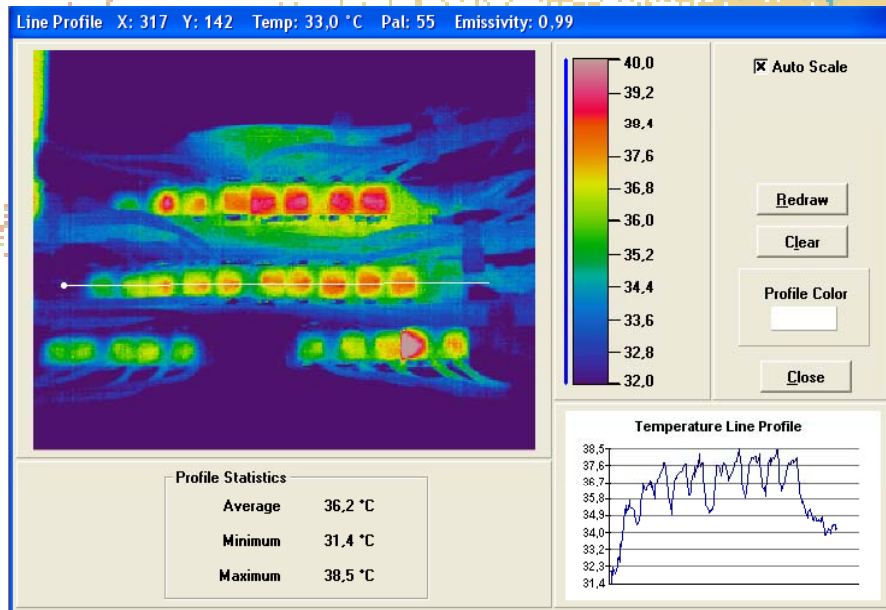 Line Profile X: 317 Y: 142 Temp: 33,0 °C Pal: 55 Emissivity: 0,99
40,0
39,2
38,4
37,6
36,8
36,0
35,2
34,4
33,6
32,8
32,0
Auto Scale
Redraw
Clear
Profile Color
Close
Profile Statistics
Average 36,2 °C
Minimum 31,4 °C
Maximum 38,5 °C
Temperature Line Profile
38,5
37,6
36,7
35,8
34,9
34,0
33,2
32,3
31,4